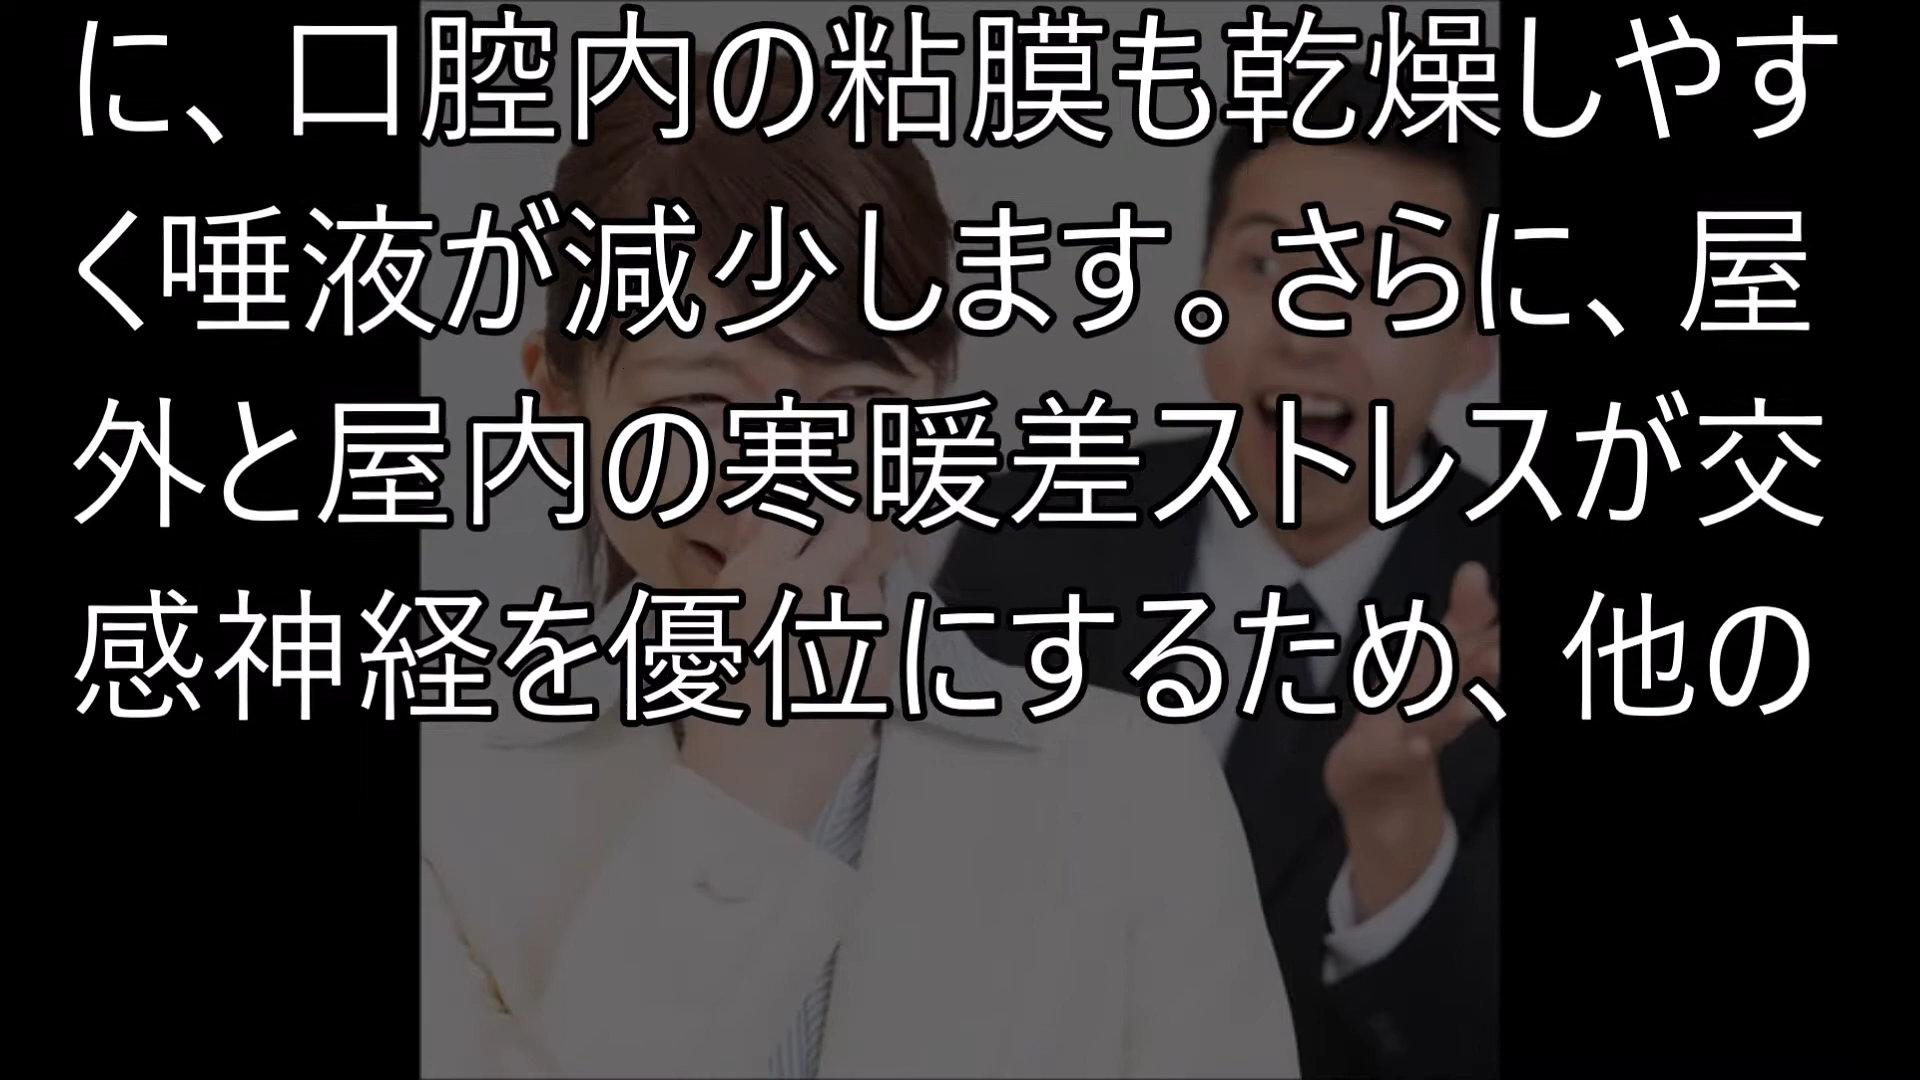 に、口腔内の粘膜も乾燥しやす
く唾液が減少します。さらに、屋
外と屋内の寒暖差ストレスが交
感神経を優位にするため、他の